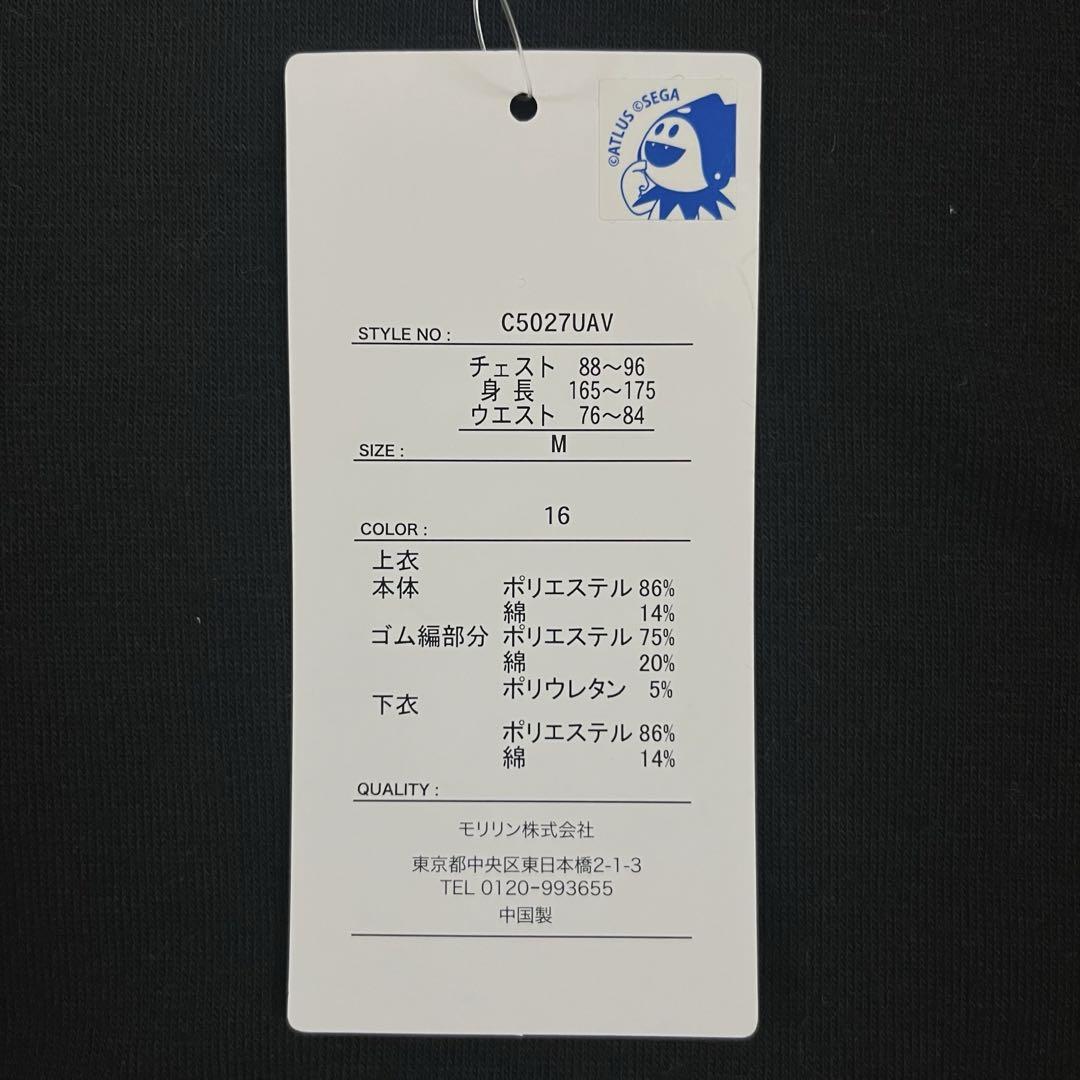 ©ATLUS ©SEGA
STYLE NO : C5027UAV
チェスト 88〜96
身長 165〜175
ウエスト 76〜84
SIZE : M
COLOR : 16
上衣
本体 ポリエステル 86%
綿 14%
ゴム編部分 ポリエステル 75%
綿 20%
ポリウレタン 5%
下衣
ポリエステル 86%
綿 14%
QUALITY :
モリリン株式会社
東京都中央区東日本橋2-1-3
TEL 0120-993655
中国製